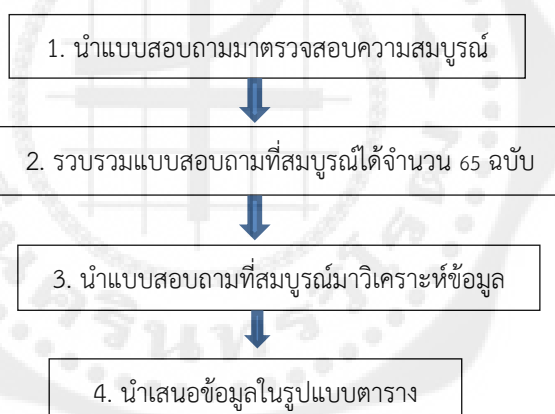 1. นำแบบสอบถามมาตรวจสอบความสมบูรณ์
2. รวบรวมแบบสอบถามที่สมบูรณ์ได้จำนวน 65 ฉบับ
3. นำแบบสอบถามที่สมบูรณ์มาวิเคราะห์ข้อมูล
4. นำเสนอข้อมูลในรูปแบบตาราง